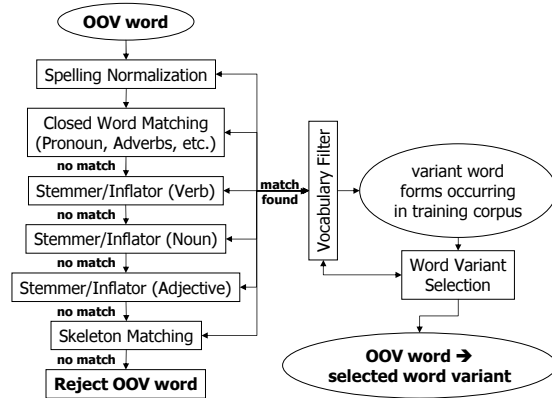 OOV word
Spelling Normalization
Closed Word Matching
(Pronoun, Adverbs, etc.)
no match
Stemmer/Inflator (Verb)
no match
Stemmer/Inflator (Noun)
no match
Stemmer/Inflator (Adjective)
no match
Skeleton Matching
no match
Reject OOV word
match
found
Vocabulary Filter
variant word
forms occurring
in training corpus
Word Variant
Selection
OOV word ➔
selected word variant